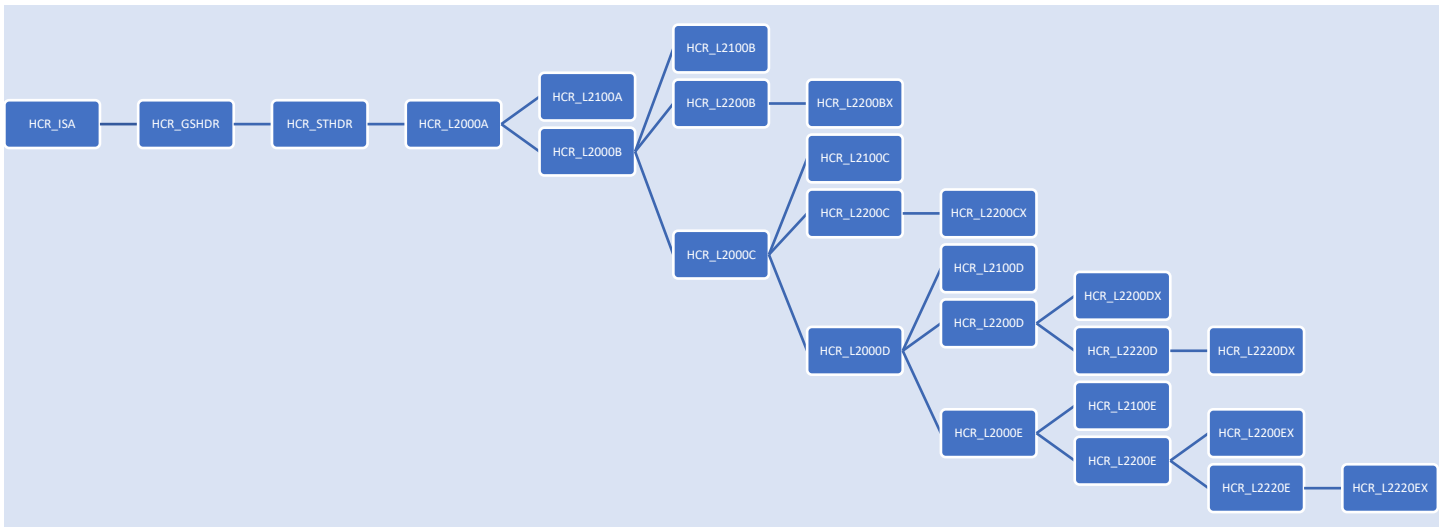 HCR_ISA
HCR_GSHDR
HCR_STHDR
HCR_L2000A
HCR_L2100A
HCR_L2000B
HCR_L2100B
HCR_L2200B
HCR_L2200BX
HCR_L2000C
HCR_L2100C
HCR_L2200C
HCR_L2200CX
HCR_L2000D
HCR_L2100D
HCR_L2200D
HCR_L2200DX
HCR_L2220D
HCR_L2220DX
HCR_L2000E
HCR_L2100E
HCR_L2200E
HCR_L2200EX
HCR_L2220E
HCR_L2220EX